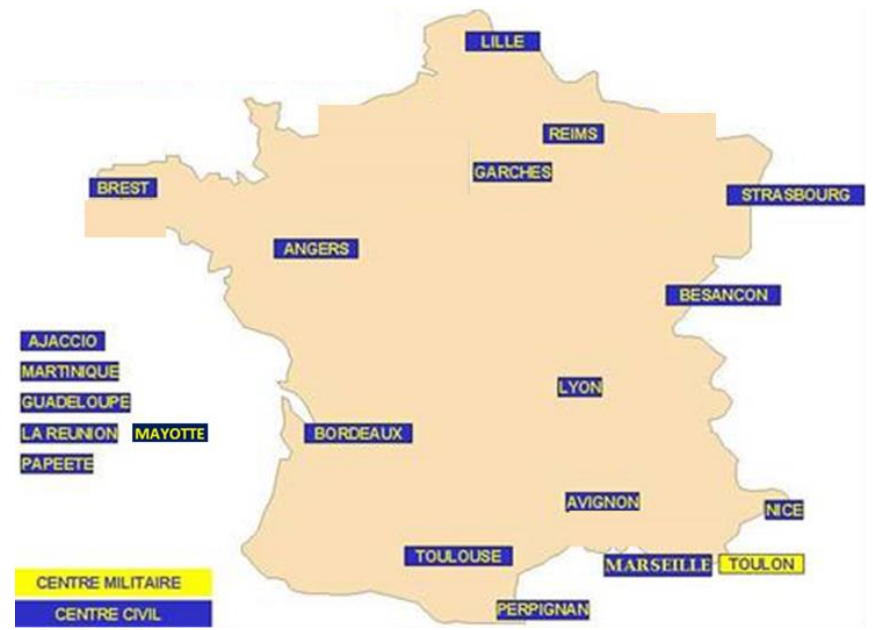 LILLE
REIMS
GARCHES
BREST
STRASBOURG
ANGERS
BESANCON
AJACCIO
MARTINIQUE
LYON
GUADELOUPE
LA REUNION MAYOTTE
BORDEAUX
PAPEETE
AVIGNON
NICE
TOULOUSE
MARSEILLE TOULON
CENTRE MILITAIRE
PERPIGNAN
CENTRE CIVIL